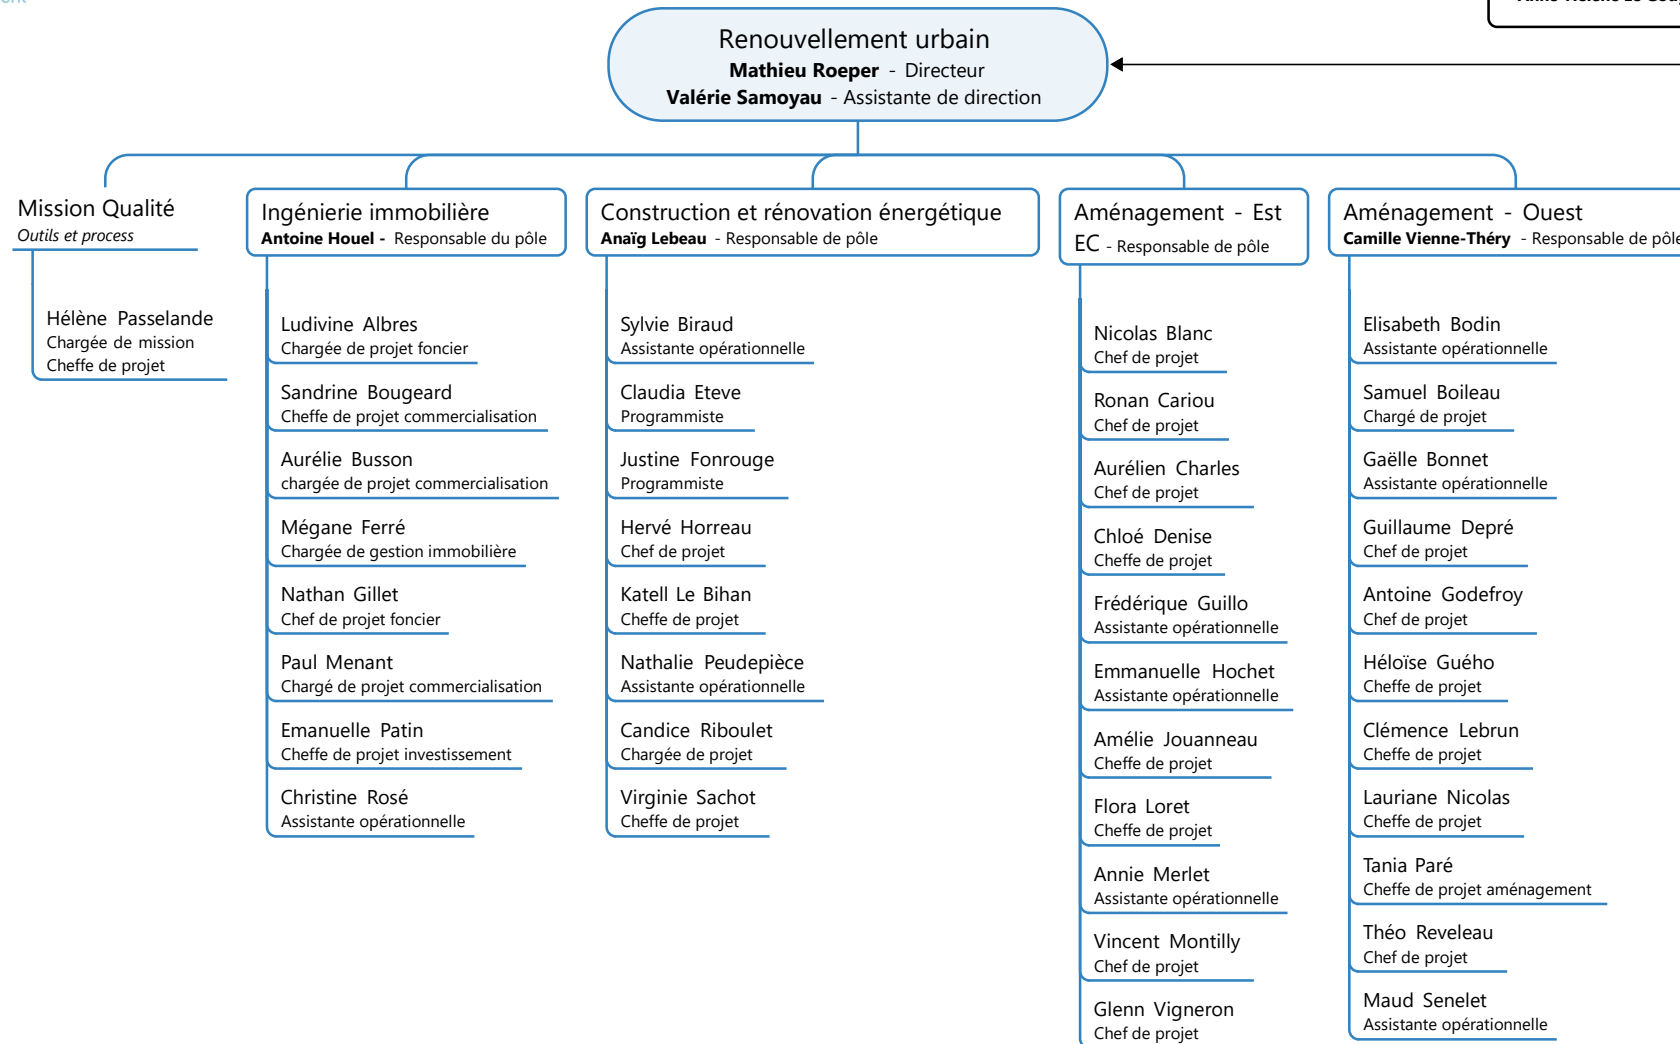 Renouvellement urbain
Mathieu Roeper - Directeur
Valérie Samoyau - Assistante de direction
Mission Qualité
Outils et process
Hélène Passelande
Chargée de mission
Cheffe de projet
Ingénierie immobilière
Antoine Houel - Responsable du pôle
Ludivine Albres
Chargée de projet foncier
Sandrine Bougeard
Cheffe de projet commercialisation
Aurélie Busson
chargée de projet commercialisation
Mégane Ferré
Chargée de gestion immobilière
Nathan Gillet
Chef de projet foncier
Paul Menant
Chargé de projet commercialisation
Emanuelle Patin
Cheffe de projet investissement
Christine Rosé
Assistante opérationnelle
Construction et rénovation énergétique
Anaïg Lebeau - Responsable de pôle
Sylvie Biraud
Assistante opérationnelle
Claudia Eteve
Programmiste
Justine Fonrouge
Programmiste
Hervé Horreau
Chef de projet
Katell Le Bihan
Cheffe de projet
Nathalie Peudepièce
Assistante opérationnelle
Candice Riboulet
Chargée de projet
Virginie Sachot
Cheffe de projet
Aménagement - Est
EC - Responsable de pôle
Nicolas Blanc
Chef de projet
Ronan Cariou
Chef de projet
Aurélien Charles
Chef de projet
Chloé Denise
Cheffe de projet
Frédérique Guillo
Assistante opérationnelle
Emmanuelle Hochet
Assistante opérationnelle
Amélie Jouanneau
Cheffe de projet
Flora Loret
Cheffe de projet
Annie Merlet
Assistante opérationnelle
Vincent Montilly
Chef de projet
Glenn Vigneron
Chef de projet
Aménagement - Ouest
Camille Vienne-Théry - Responsable de pôle
Elisabeth Bodin
Assistante opérationnelle
Samuel Boileau
Chargé de projet
Gaëlle Bonnet
Assistante opérationnelle
Guillaume Depré
Chef de projet
Antoine Godefroy
Chef de projet
Héloïse Guého
Cheffe de projet
Clémence Lebrun
Cheffe de projet
Lauriane Nicolas
Cheffe de projet
Tania Paré
Cheffe de projet aménagement
Théo Reveleau
Chef de projet
Maud Senelet
Assistante opérationnelle